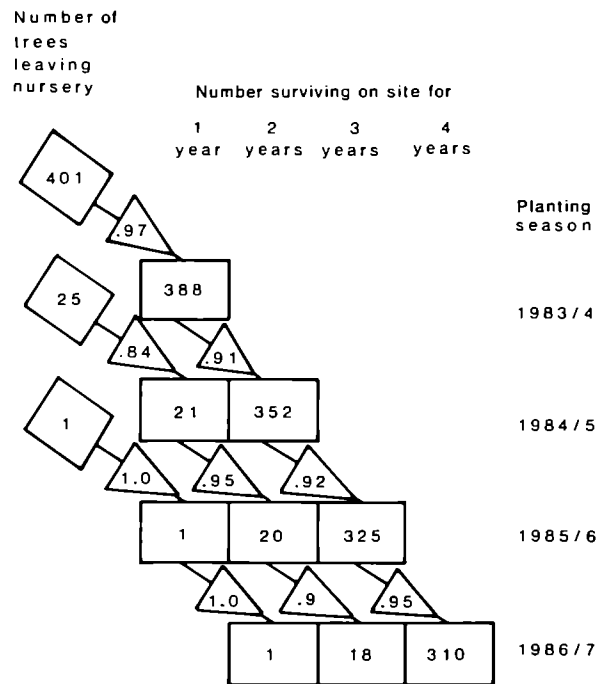 Number of
trees
leaving
nursery
Number surviving on site for
1 2 3 4
year years years years
401
Planting
season
.97
388
25
1983/4
.84 .91
21 352
1
1984/5
1.0 .95 .92
1 20 325
1985/6
1.0 .9 .95
1 18 310
1986/7